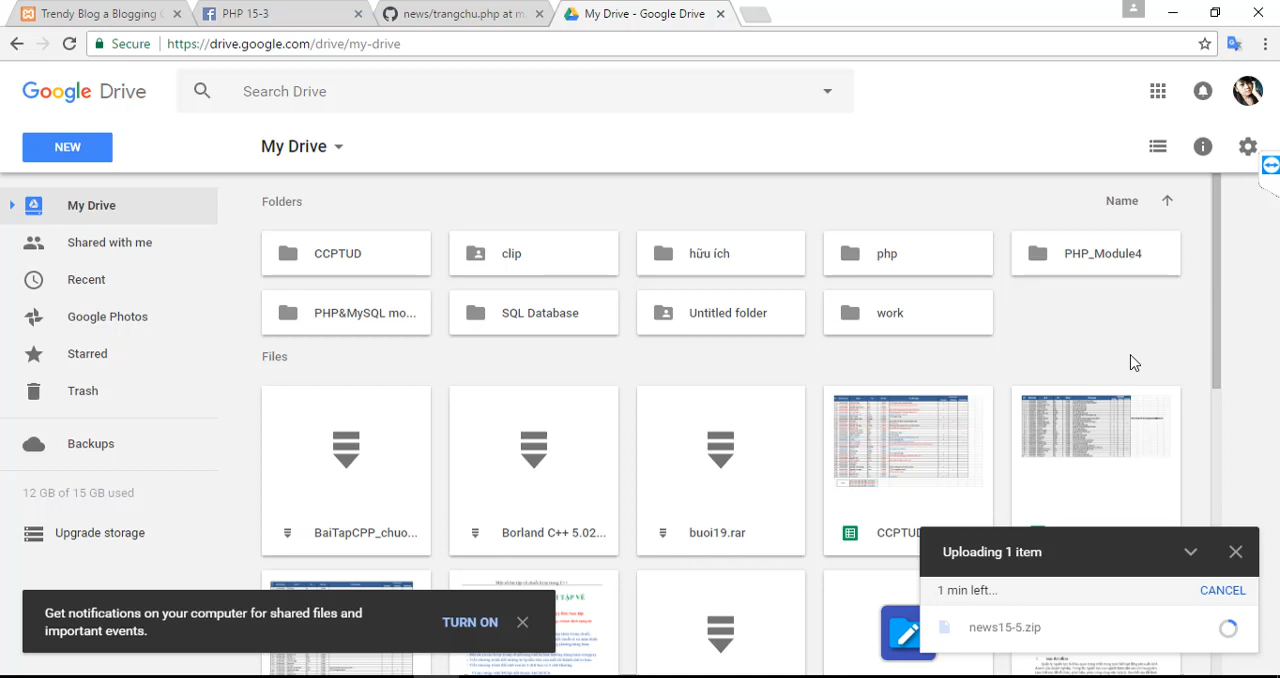 Trendy Blog a Blogging
PHP 15-3
news/trangchu.php at m
My Drive - Google Drive
Secure
https://drive.google.com/drive/my-drive
Google Drive
Search Drive
NEW
My Drive
My Drive
Shared with me
Recent
Google Photos
Starred
Trash
Backups
12 GB of 15 GB used
Upgrade storage
Folders
Name
CCPTUD
clip
hữu ích
php
PHP_Module4
PHP&MySQL mo...
SQL Database
Untitled folder
work
Files
BaiTapCPP_chuo...
Borland C++ 5.02...
buoi19.rar
CCPTUD
Uploading 1 item
1 min left...
CANCEL
news15-5.zip
Get notifications on your computer for shared files and
important events.
TURN ON